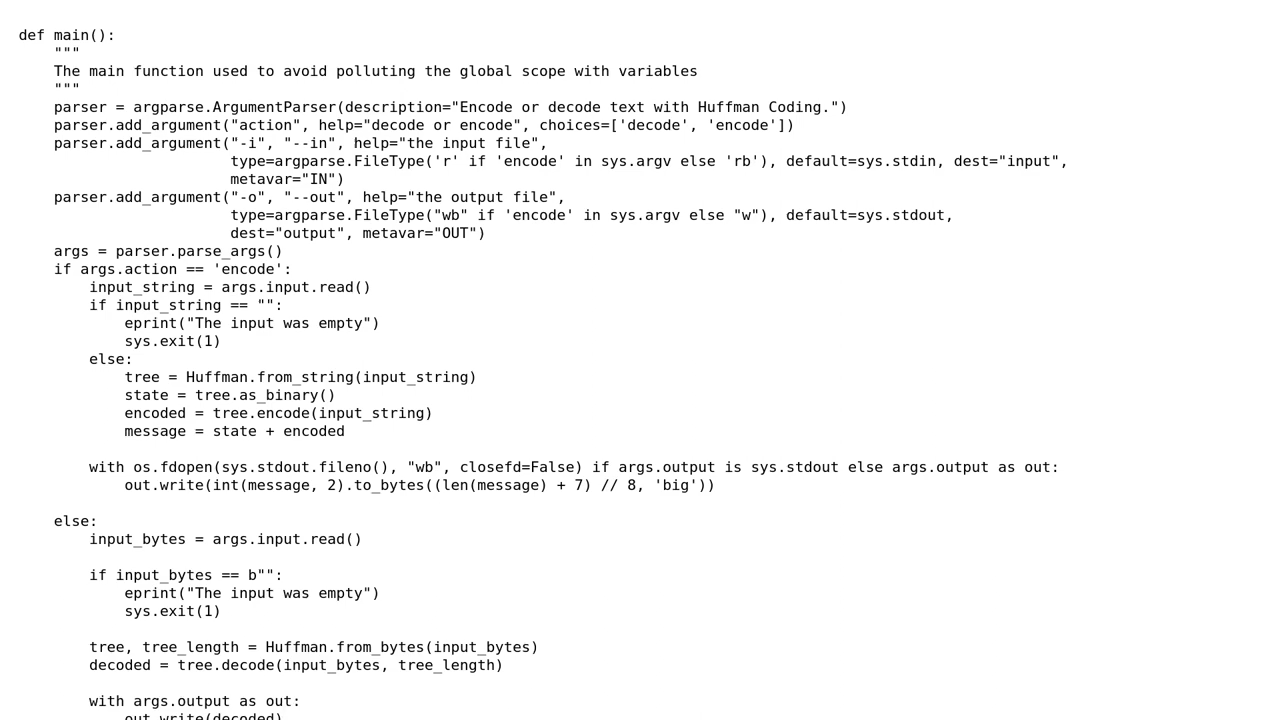 def main():
    """
    The main function used to avoid polluting the global scope with variables
    """
    parser = argparse.ArgumentParser(description="Encode or decode text with Huffman Coding.")
    parser.add_argument("action", help="decode or encode", choices=['decode', 'encode'])
    parser.add_argument("-i", "--in", help="the input file",
                        type=argparse.FileType('r' if 'encode' in sys.argv else 'rb'), default=sys.stdin, dest="input",
                        metavar="IN")
    parser.add_argument("-o", "--out", help="the output file",
                        type=argparse.FileType("wb" if 'encode' in sys.argv else "w"), default=sys.stdout,
                        dest="output", metavar="OUT")
    args = parser.parse_args()
    if args.action == 'encode':
        input_string = args.input.read()
        if input_string == "":
            eprint("The input was empty")
            sys.exit(1)
        else:
            tree = Huffman.from_string(input_string)
            state = tree.as_binary()
            encoded = tree.encode(input_string)
            message = state + encoded

        with os.fdopen(sys.stdout.fileno(), "wb", closefd=False) if args.output is sys.stdout else args.output as out:
            out.write(int(message, 2).to_bytes((len(message) + 7) // 8, 'big'))

    else:
        input_bytes = args.input.read()

        if input_bytes == b"":
            eprint("The input was empty")
            sys.exit(1)

        tree, tree_length = Huffman.from_bytes(input_bytes)
        decoded = tree.decode(input_bytes, tree_length)

        with args.output as out:
            out.write(decoded)